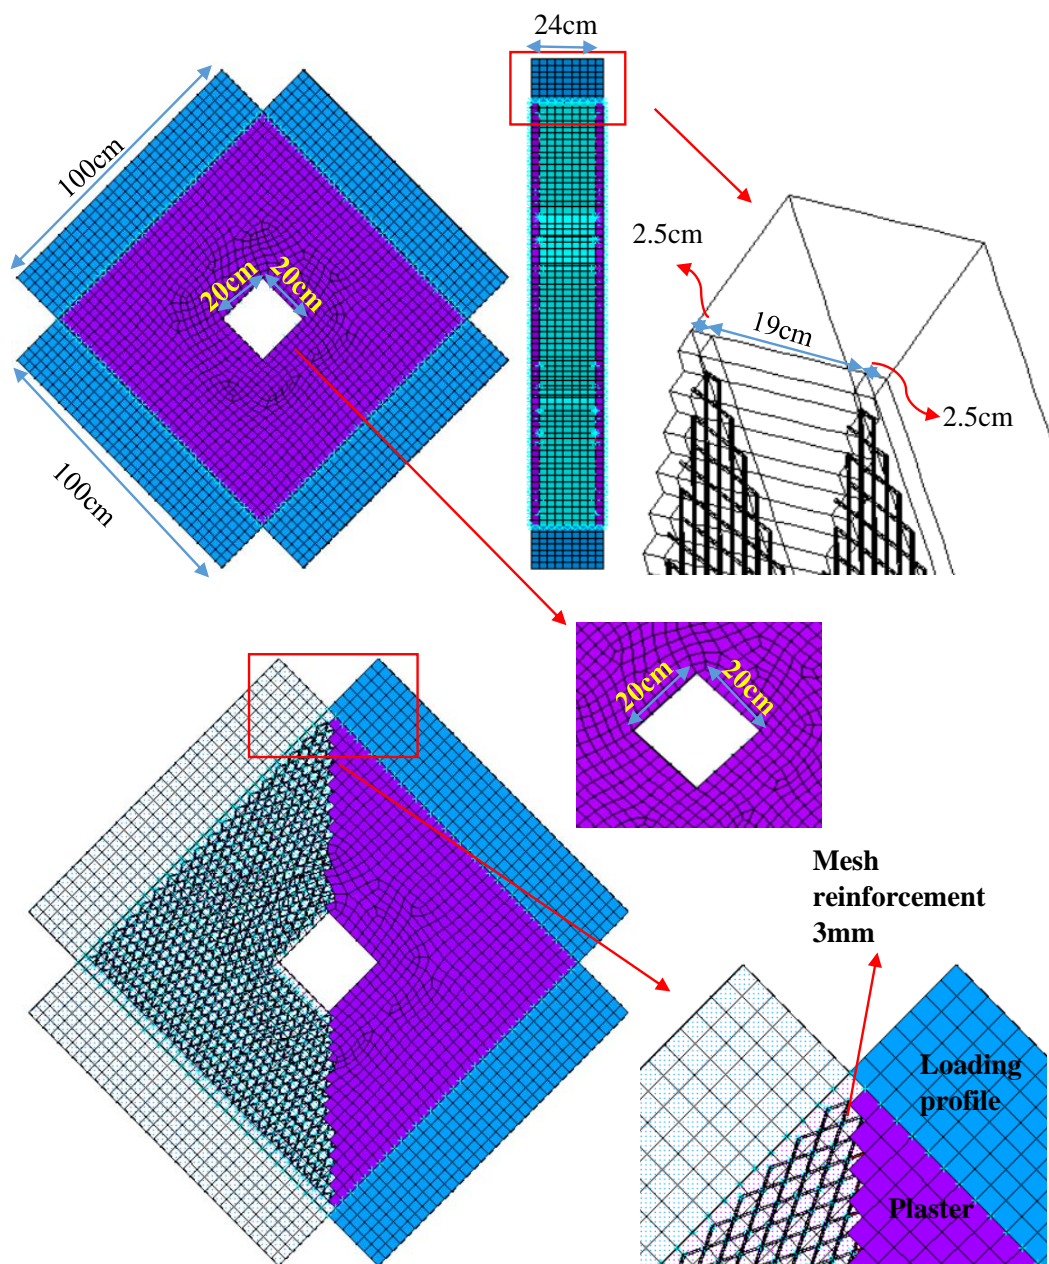 24cm
100cm
20cm
20cm
100cm
2.5cm
19cm
2.5cm
20cm
20cm
Mesh
reinforcement
3mm
Loading
profile
Plaster